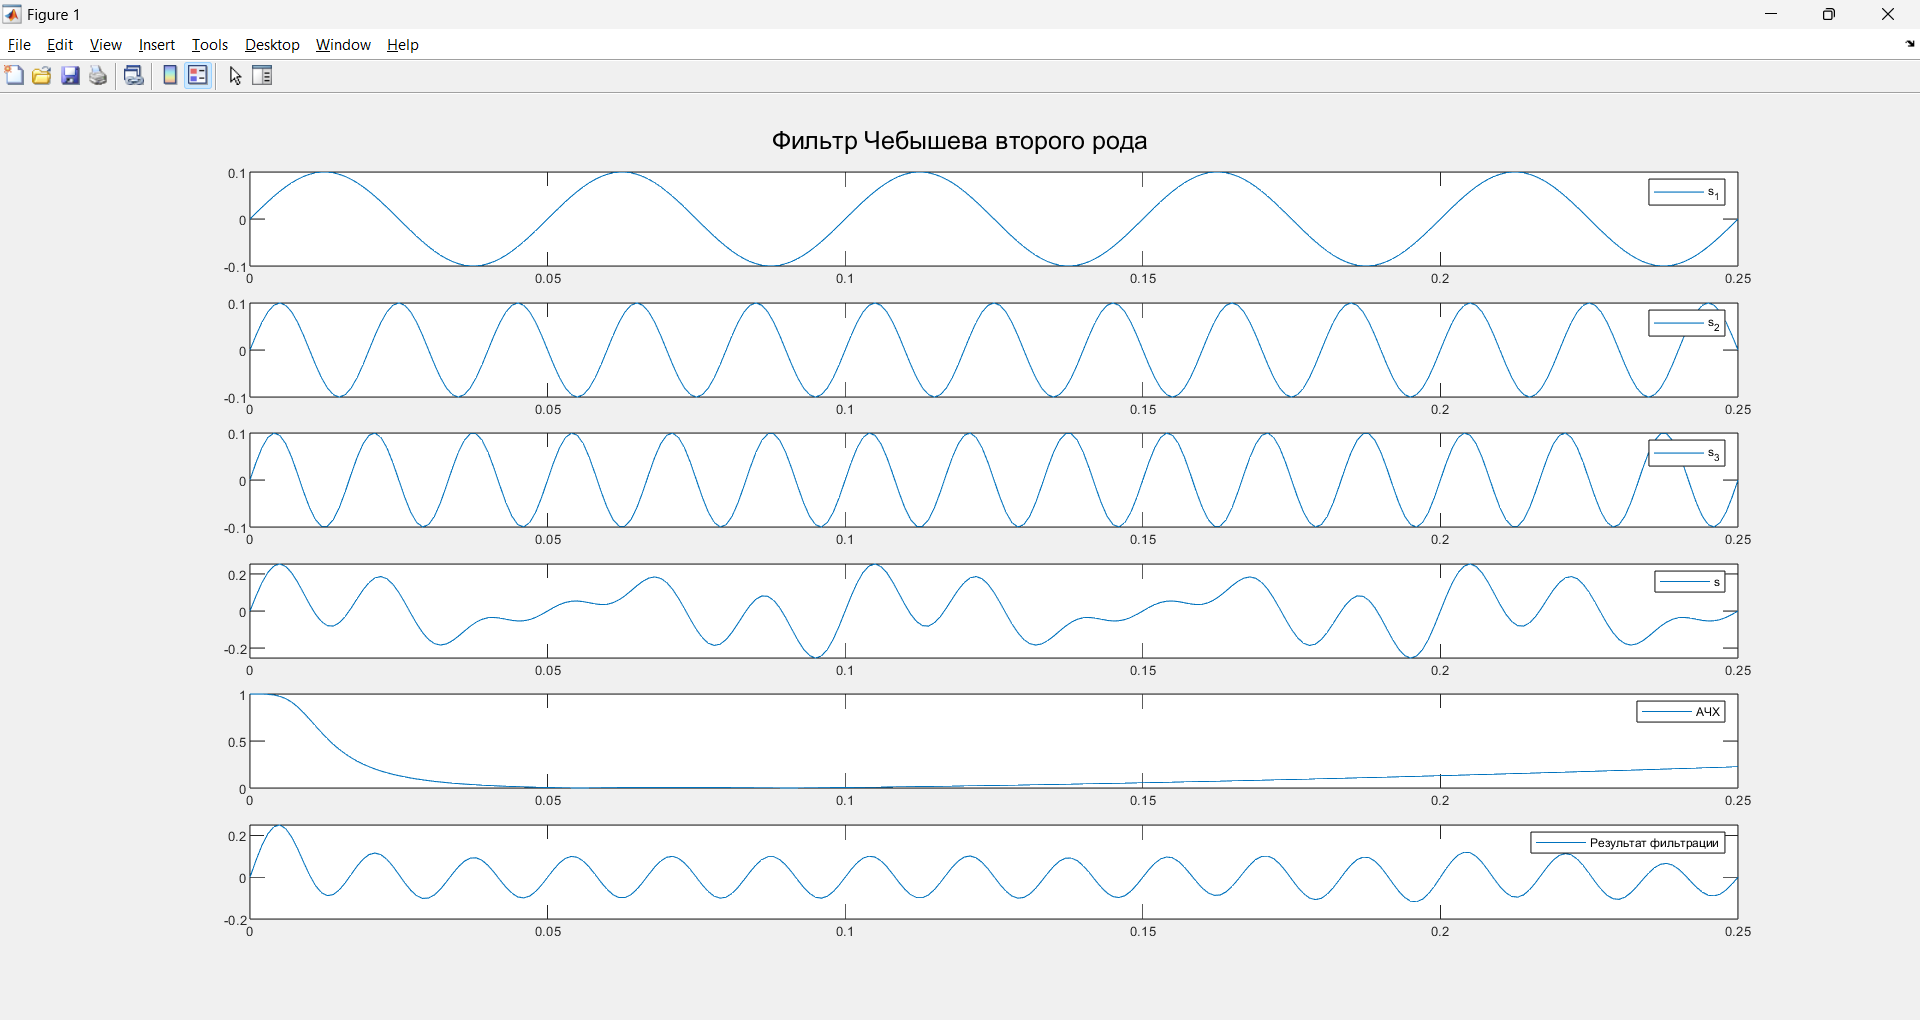 Figure 1
File Edit View Insert Tools Desktop Window Help
Фильтр Чебышева второго рода
0.1
s1
0
-0.1
0 0.05 0.1 0.15 0.2 0.25
0.1
s2
0
-0.1
0 0.05 0.1 0.15 0.2 0.25
0.1
s3
0
-0.1
0 0.05 0.1 0.15 0.2 0.25
0.2
s
0
-0.2
0 0.05 0.1 0.15 0.2 0.25
1
АЧХ
0.5
0
0 0.05 0.1 0.15 0.2 0.25
0.2
Результат фильтрации
0
-0.2
0 0.05 0.1 0.15 0.2 0.25